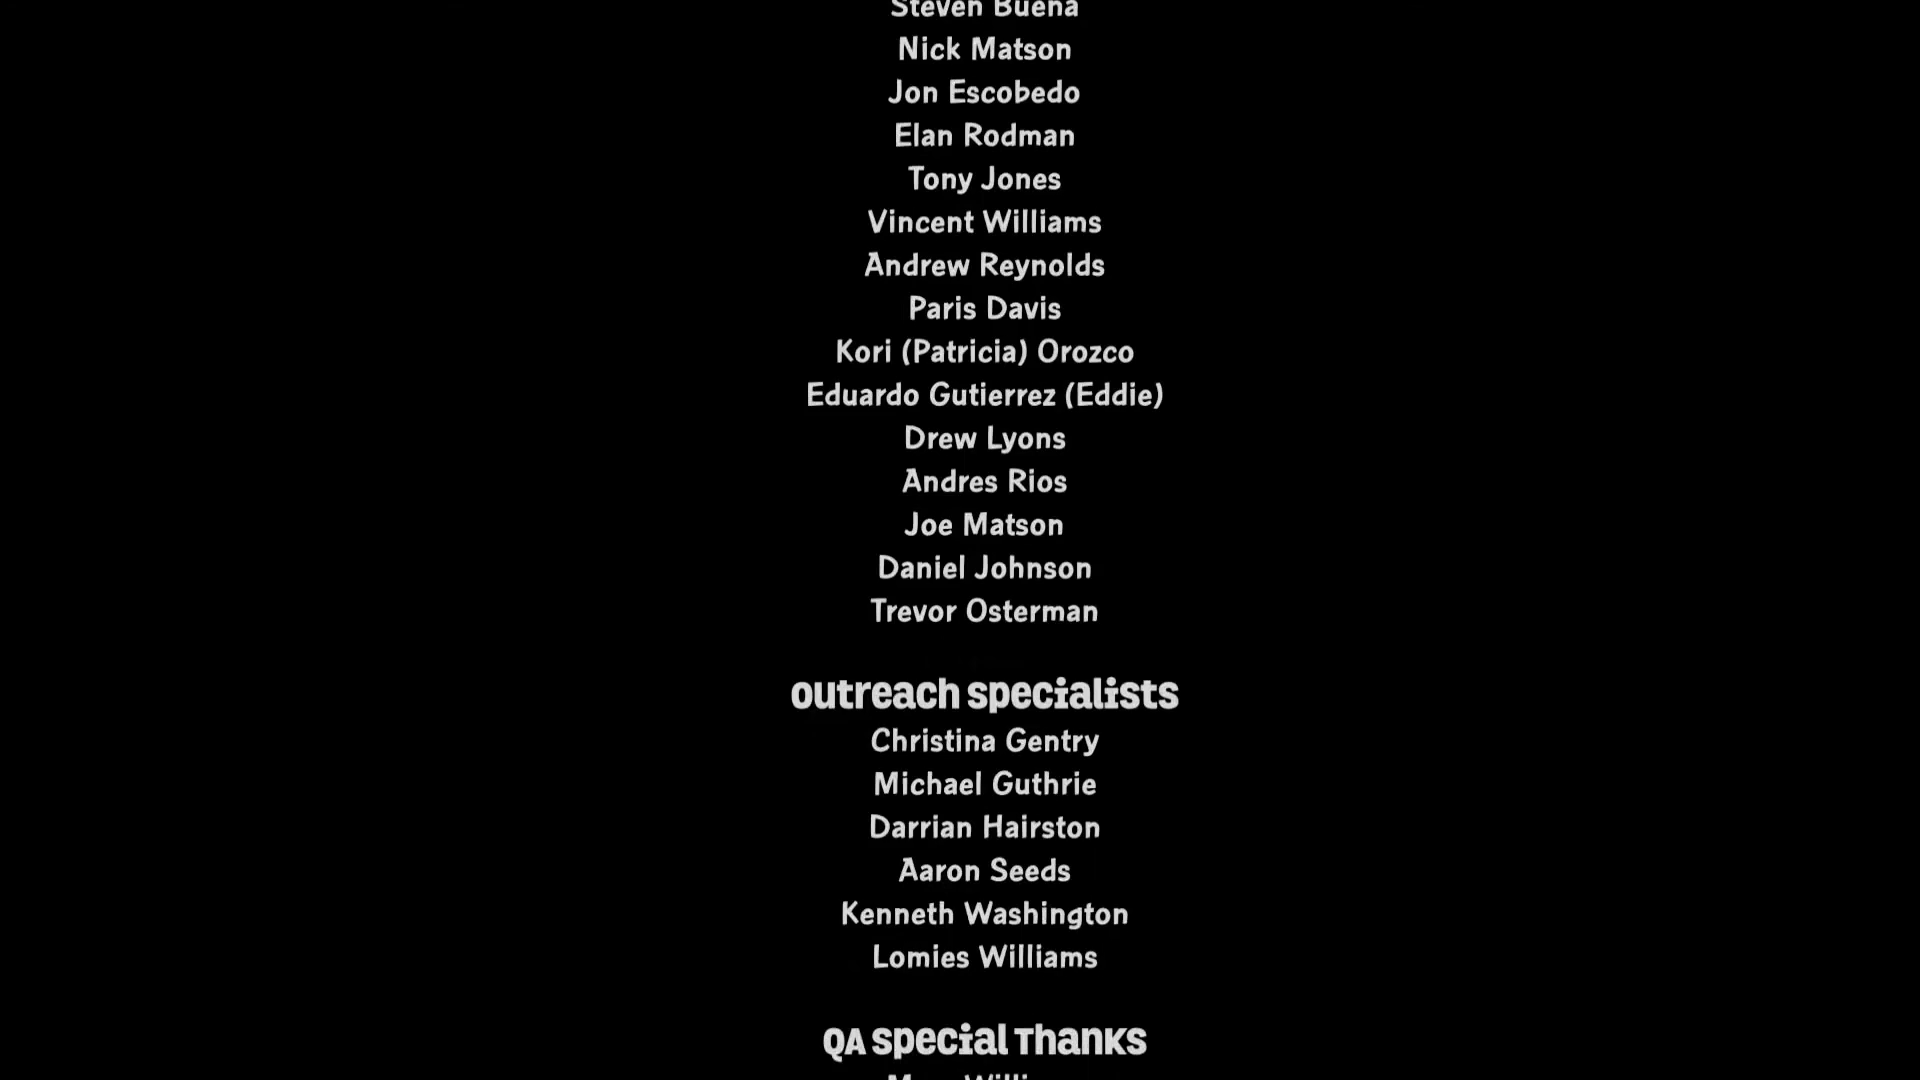 Steven Buena
Nick Matson
Jon Escobedo
Elan Rodman
Tony Jones
Vincent Williams
Andrew Reynolds
Paris Davis
Kori (Patricia) Orozco
Eduardo Gutierrez (Eddie)
Drew Lyons
Andres Rios
Joe Matson
Daniel Johnson
Trevor Osterman
outreach specialists
Christina Gentry
Michael Guthrie
Darrian Hairston
Aaron Seeds
Kenneth Washington
Lomies Williams
QA special Thanks